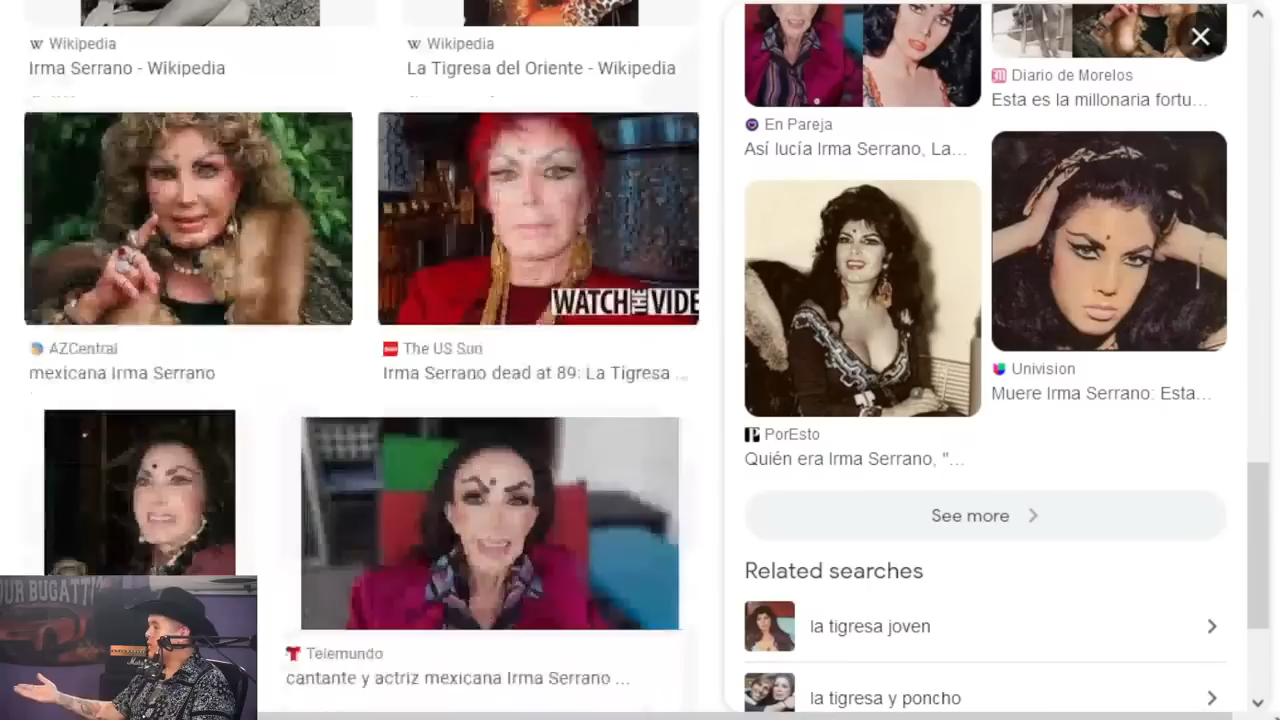 Wikipedia
Irma Serrano - Wikipedia
Wikipedia
La Tigresa del Oriente - Wikipedia
AZCentral
mexicana Irma Serrano
WATCH THE VIDE
The US Sun
Irma Serrano dead at 89: La Tigresa ...
Telemundo
cantante y actriz mexicana Irma Serrano ...
OUR BUGATTI
En Pareja
Así lucía Irma Serrano, La...
Diario de Morelos
Esta es la millonaria fortu...
PorEsto
Quién era Irma Serrano, "...
Univision
Muere Irma Serrano: Esta...
See more
Related searches
la tigresa joven
la tigresa y poncho